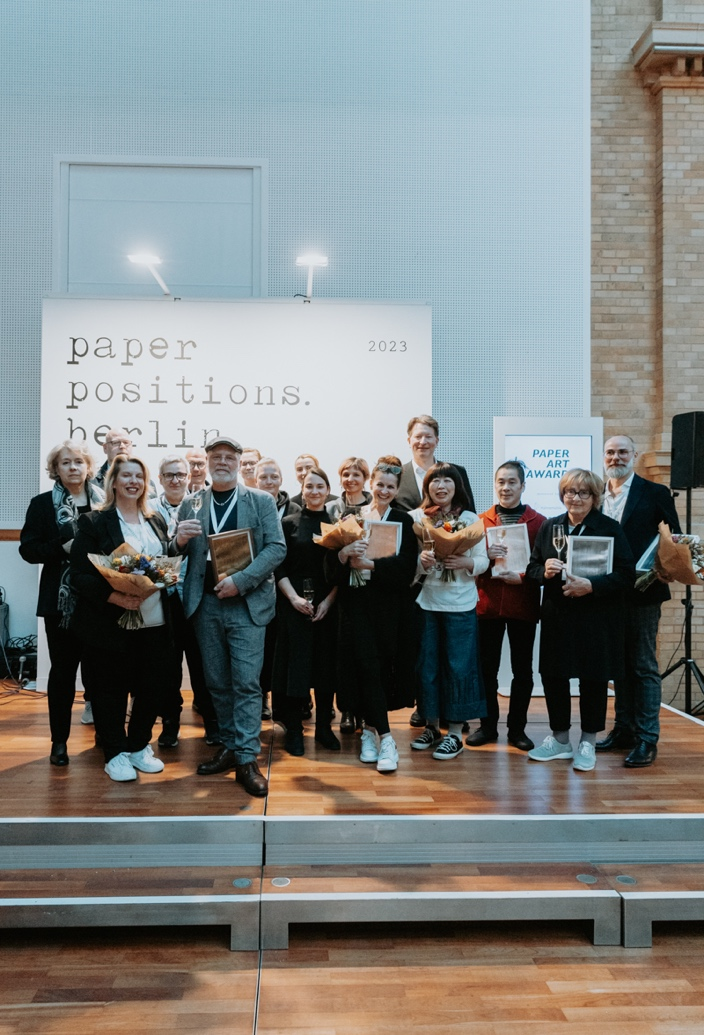 paper
2023
positions.
berlin
PAPER
ART
AWARD